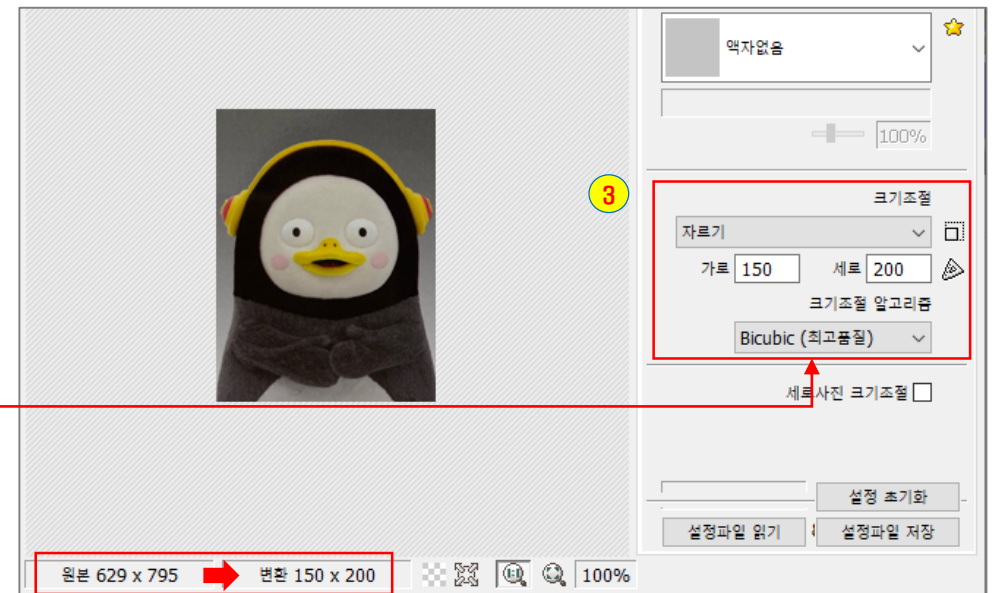 액자없음
100%
3
크기조절
자르기
가로 150 세로 200
크기조절 알고리즘
Bicubic (최고품질)
세로사진 크기조절
설정 초기화
설정파일 읽기 설정파일 저장
원본 629 x 795 변환 150 x 200 1:1 100%